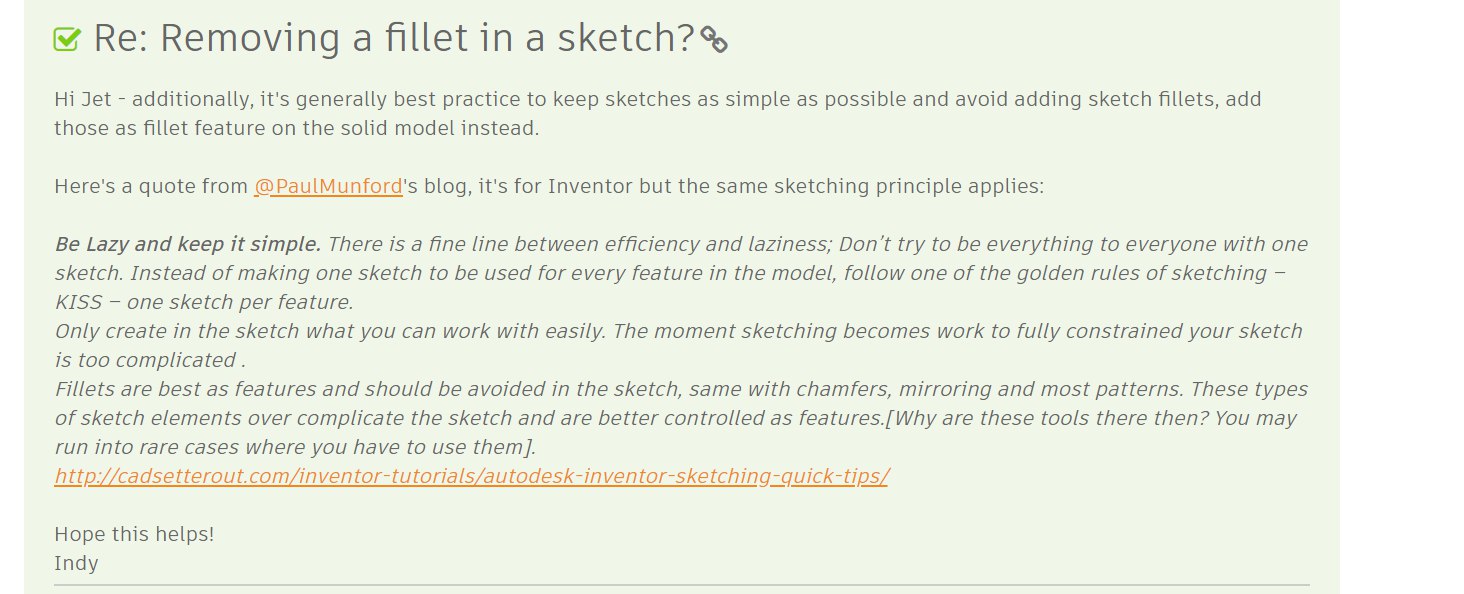 Re: Removing a fillet in a sketch?
Hi Jet - additionally, it's generally best practice to keep sketches as simple as possible and avoid adding sketch fillets, add
those as fillet feature on the solid model instead.
Here's a quote from @PaulMunford's blog, it's for Inventor but the same sketching principle applies:
Be Lazy and keep it simple. There is a fine line between efficiency and laziness; Don’t try to be everything to everyone with one
sketch. Instead of making one sketch to be used for every feature in the model, follow one of the golden rules of sketching –
KISS – one sketch per feature.
Only create in the sketch what you can work with easily. The moment sketching becomes work to fully constrained your sketch
is too complicated .
Fillets are best as features and should be avoided in the sketch, same with chamfers, mirroring and most patterns. These types
of sketch elements over complicate the sketch and are better controlled as features.[Why are these tools there then? You may
run into rare cases where you have to use them].
http://cadsetterout.com/inventor-tutorials/autodesk-inventor-sketching-quick-tips/
Hope this helps!
Indy